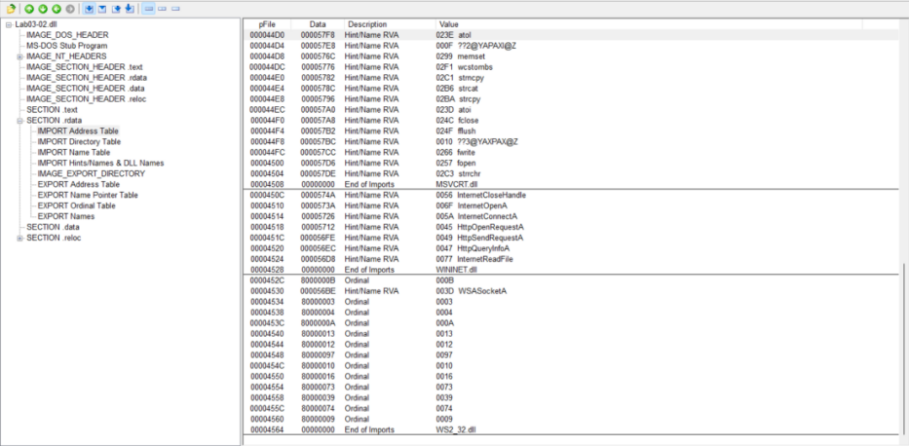 Lab03-02.dll
IMAGE_DOS_HEADER
MS-DOS Stub Program
IMAGE_NT_HEADERS
IMAGE_SECTION_HEADER .text
IMAGE_SECTION_HEADER .rdata
IMAGE_SECTION_HEADER .data
IMAGE_SECTION_HEADER .reloc
SECTION .text
SECTION .rdata
IMPORT Address Table
IMPORT Directory Table
IMPORT Name Table
IMPORT Hints/Names & DLL Names
IMAGE_EXPORT_DIRECTORY
EXPORT Address Table
EXPORT Name Pointer Table
EXPORT Ordinal Table
EXPORT Names
SECTION .data
SECTION .reloc
pFile Data Description Value
000044D0 000057F8 Hint/Name RVA 023E atol
000044D4 000057E8 Hint/Name RVA 000F ??2@YAPAXI@Z
000044D8 0000576C Hint/Name RVA 0299 memset
000044DC 00005776 Hint/Name RVA 02F1 wcstombs
000044E0 00005782 Hint/Name RVA 02C1 strncpy
000044E4 0000578C Hint/Name RVA 02B6 strcat
000044E8 00005796 Hint/Name RVA 02BA strcpy
000044EC 000057A0 Hint/Name RVA 023D atoi
000044F0 000057A8 Hint/Name RVA 024C fclose
000044F4 000057B2 Hint/Name RVA 024F fflush
000044F8 000057BC Hint/Name RVA 0010 ??3@YAXPAX@Z
000044FC 000057CC Hint/Name RVA 0266 fwrite
00004500 000057D6 Hint/Name RVA 0257 fopen
00004504 000057DE Hint/Name RVA 02C3 strrchr
00004508 00000000 End of Imports MSVCRT.dll
0000450C 0000574A Hint/Name RVA 0056 InternetCloseHandle
00004510 0000573A Hint/Name RVA 006F InternetOpenA
00004514 00005726 Hint/Name RVA 005A InternetConnectA
00004518 00005712 Hint/Name RVA 0045 HttpOpenRequestA
0000451C 000056FE Hint/Name RVA 0049 HttpSendRequestA
00004520 000056EC Hint/Name RVA 0047 HttpQueryInfoA
00004524 000056D8 Hint/Name RVA 0077 InternetReadFile
00004528 00000000 End of Imports WININET.dll
0000452C 8000000B Ordinal 000B
00004530 000056BE Hint/Name RVA 003D WSASocketA
00004534 80000003 Ordinal 0003
00004538 80000004 Ordinal 0004
0000453C 8000000A Ordinal 000A
00004540 80000013 Ordinal 0013
00004544 80000012 Ordinal 0012
00004548 80000097 Ordinal 0097
0000454C 80000010 Ordinal 0010
00004550 80000016 Ordinal 0016
00004554 80000073 Ordinal 0073
00004558 80000039 Ordinal 0039
0000455C 80000074 Ordinal 0074
00004560 80000009 Ordinal 0009
00004564 00000000 End of Imports WS2_32.dll